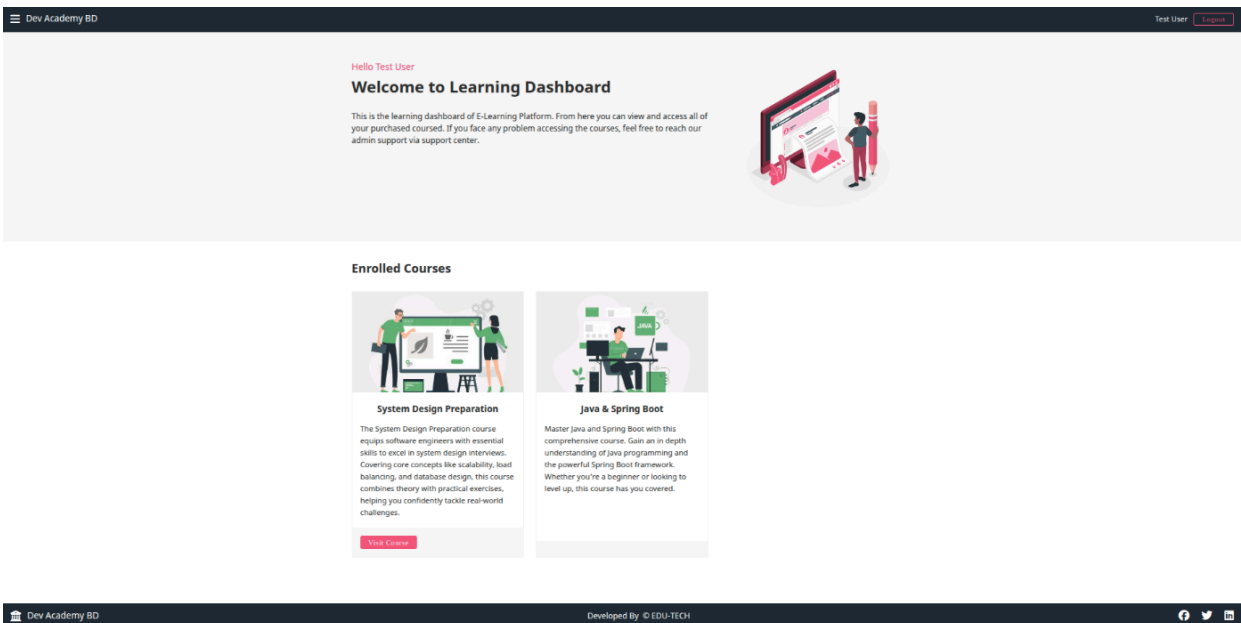 Dev Academy BD
Test User Logout
Hello Test User
Welcome to Learning Dashboard
This is the learning dashboard of E-Learning Platform. From here you can view and access all of
your purchased coursed. If you face any problem accessing the courses, feel free to reach our
admin support via support center.
Enrolled Courses
System Design Preparation
The System Design Preparation course
equips software engineers with essential
skills to excel in system design interviews.
Covering core concepts like scalability, load
balancing, and database design, this course
combines theory with practical exercises,
helping you confidently tackle real-world
challenges.
Visit Course
JAVA
Java & Spring Boot
Master Java and Spring Boot with this
comprehensive course. Gain an in depth
understanding of Java programming and
the powerful Spring Boot framework.
Whether you're a beginner or looking to
level up, this course has you covered.
Dev Academy BD
Developed By © EDU-TECH